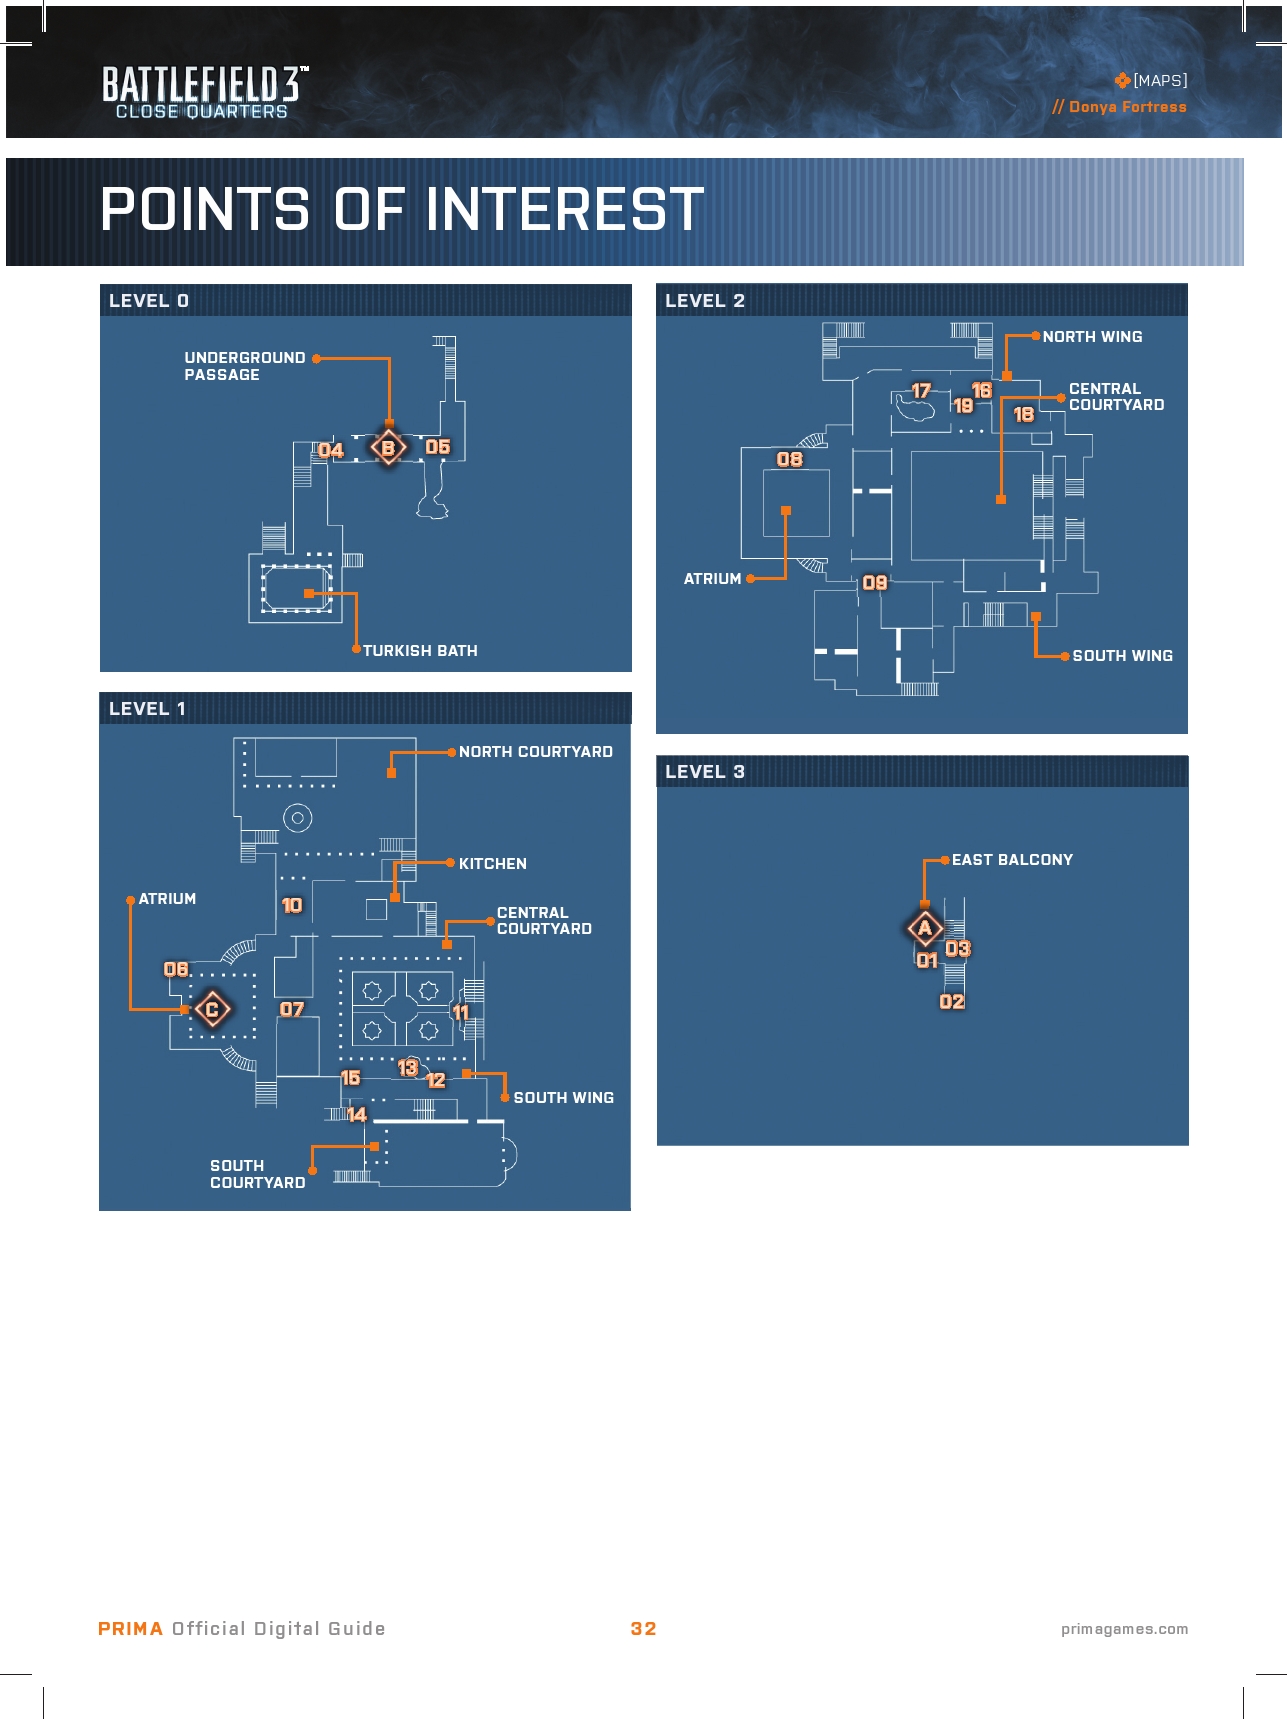 BATTLEFIELD 3™
CLOSE QUARTERS
[MAPS]
// Donya Fortress
POINTS OF INTEREST
LEVEL 0
UNDERGROUND
PASSAGE
04
B
05
TURKISH BATH
LEVEL 2
NORTH WING
CENTRAL
COURTYARD
17
16
19
18
08
ATRIUM
09
SOUTH WING
LEVEL 1
NORTH COURTYARD
KITCHEN
ATRIUM
10
CENTRAL
COURTYARD
06
C
07
11
13
12
15
SOUTH WING
14
SOUTH
COURTYARD
LEVEL 3
EAST BALCONY
A
03
01
02
PRIMA Official Digital Guide
32
primagames.com